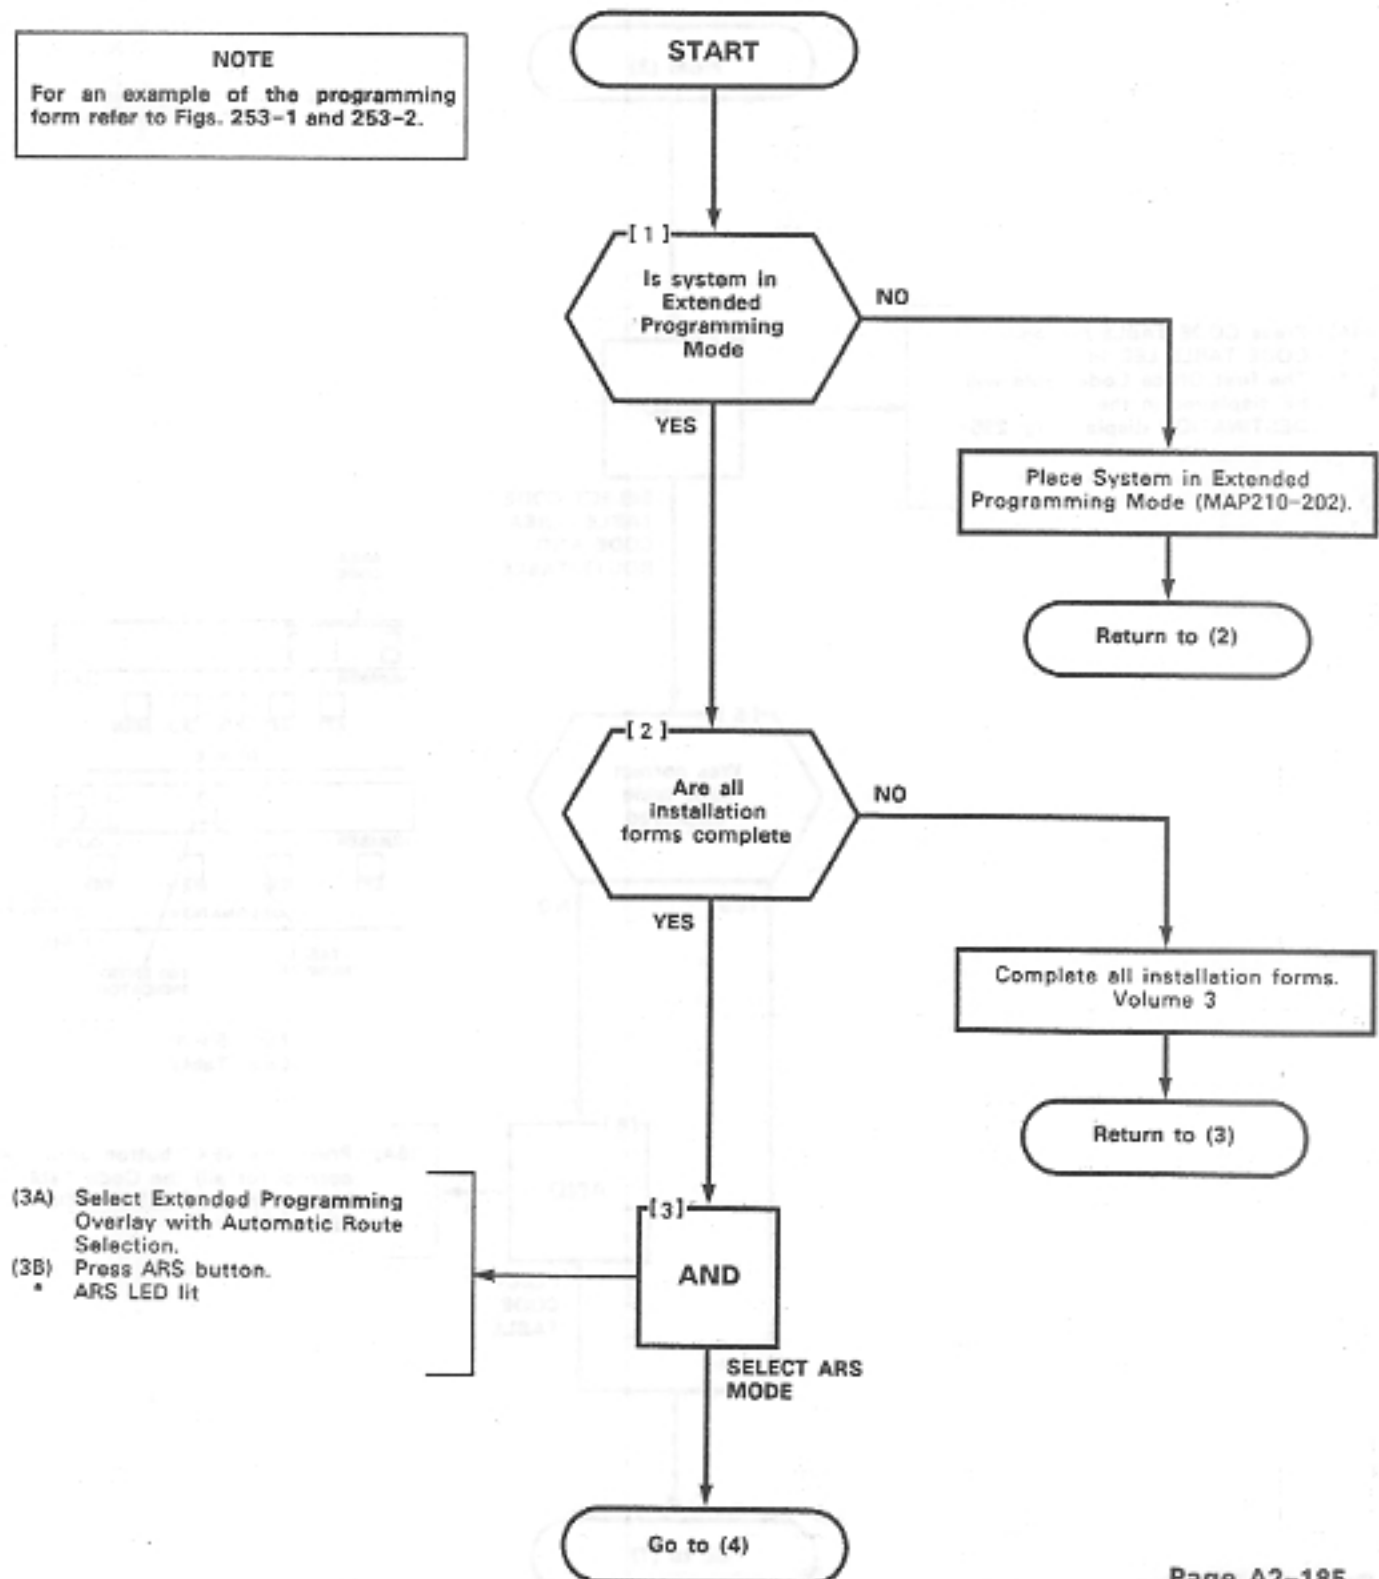 NOTE
For an example of the programming
form refer to Figs. 253-1 and 253-2.
START
[ 1 ]
Is system in
Extended
Programming
Mode
NO
YES
Place System in Extended
Programming Mode (MAP210-202).
Return to (2)
[ 2 ]
Are all
installation
forms complete
NO
YES
Complete all installation forms.
Volume 3
Return to (3)
(3A) Select Extended Programming
Overlay with Automatic Route
Selection.
(3B) Press ARS button.
* ARS LED lit
[3]
AND
SELECT ARS
MODE
Go to (4)
Page A2-185